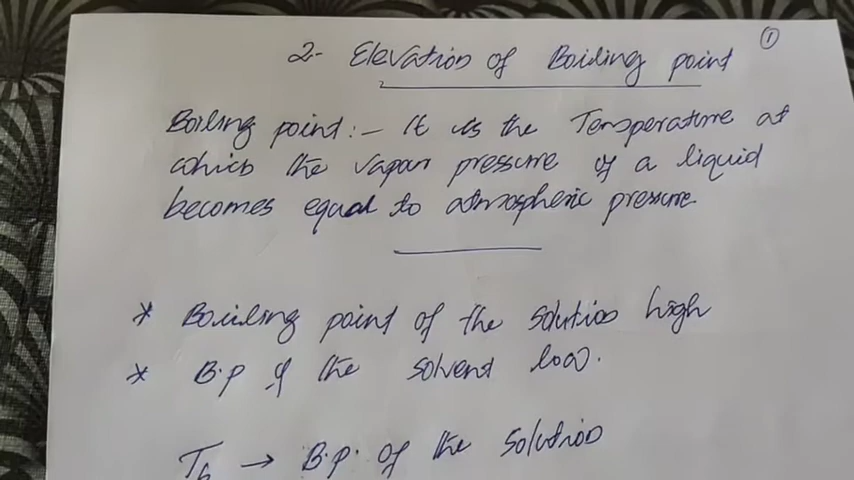 ①
2- Elevation of Boiling point
Boiling point:- It is the Temperature at
which the vapour pressure of a liquid
becomes equal to atmospheric pressure.
* Boiling point of the solution high
* B.P of the solvent low.
Tb → B.P. of the solution